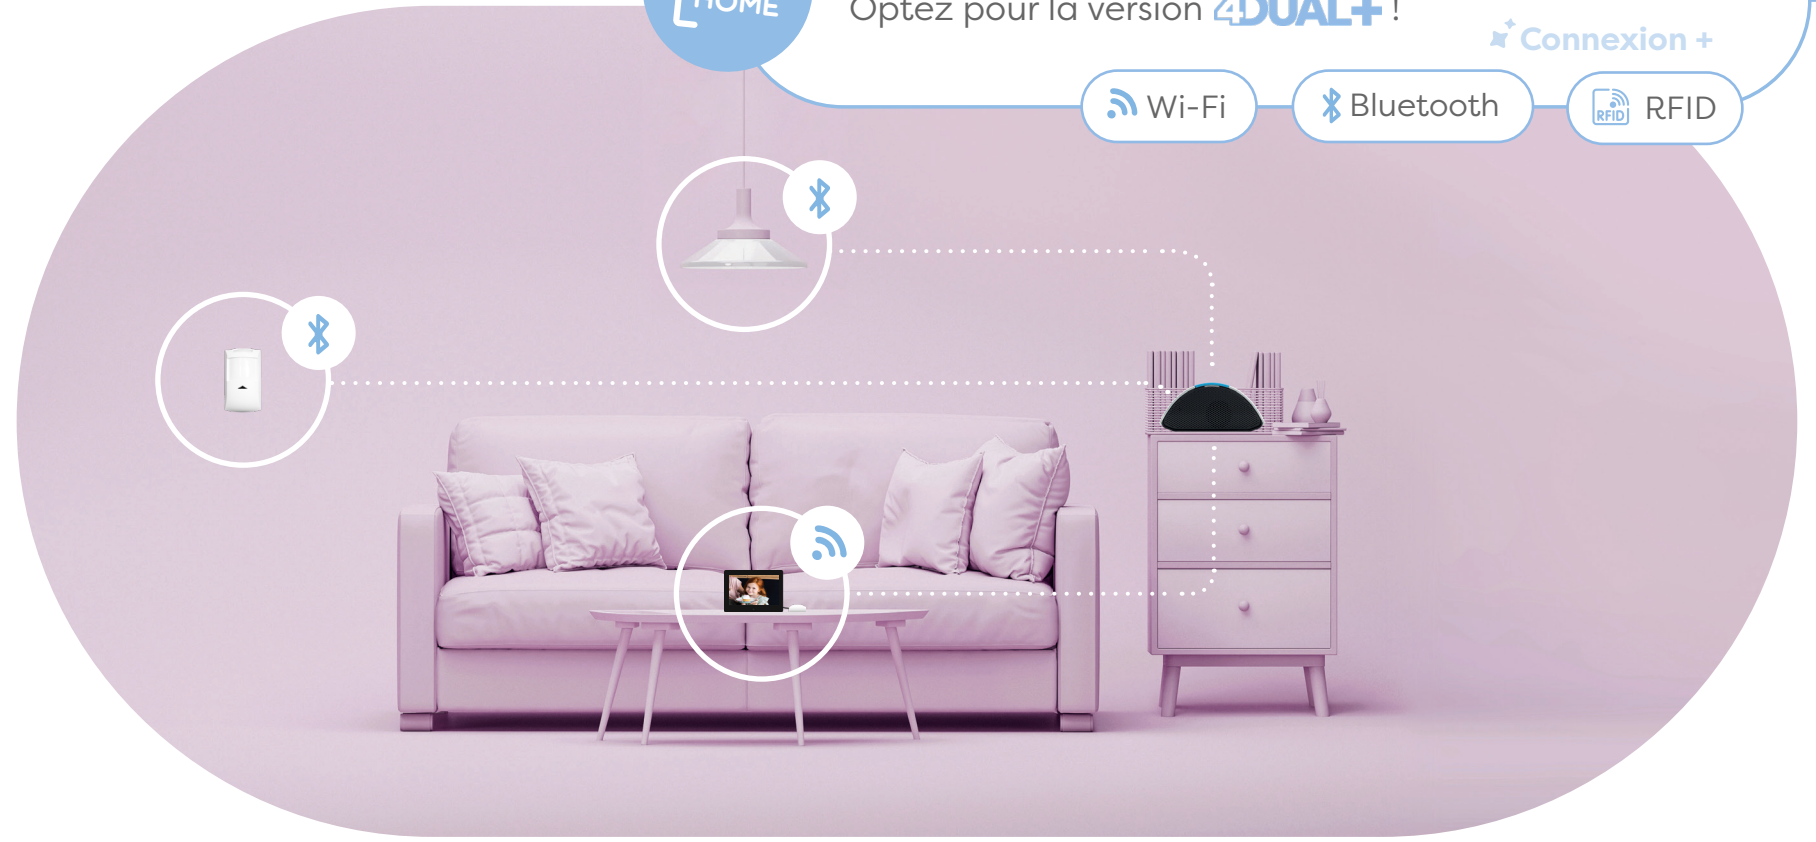 HOME
Optez pour la version 4DUAL+ !
Connexion +
Wi-Fi
Bluetooth
RFID
RFID